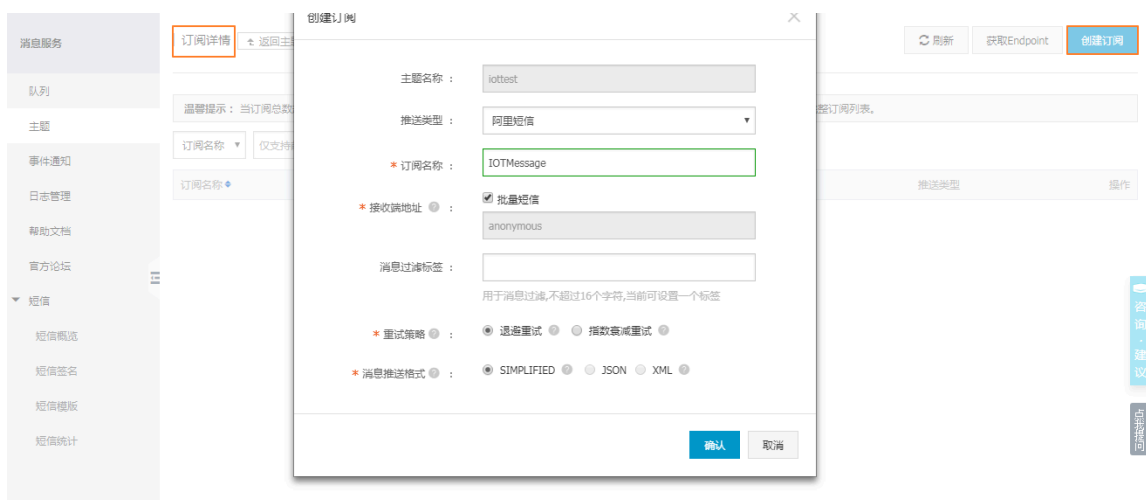 消息服务
队列
主题
事件通知
日志管理
帮助文档
官方论坛
短信
短信概览
短信签名
短信模版
短信统计
订阅详情
返回主
刷新
获取Endpoint
创建订阅
温馨提示：当订阅总数
整订阅列表。
订阅名称
仅支持
订阅名称
推送类型
操作
创建订阅
主题名称 ： iottest
推送类型 ： 阿里短信
* 订阅名称 ： IOTMessage
* 接收端地址 ： 批量短信
anonymous
消息过滤标签 ：
用于消息过滤,不超过16个字符,当前可设置一个标签
* 重试策略 ： 退避重试 指数衰减重试
* 消息推送格式 ： SIMPLIFIED JSON XML
确认 取消
咨询·建议
点我提问